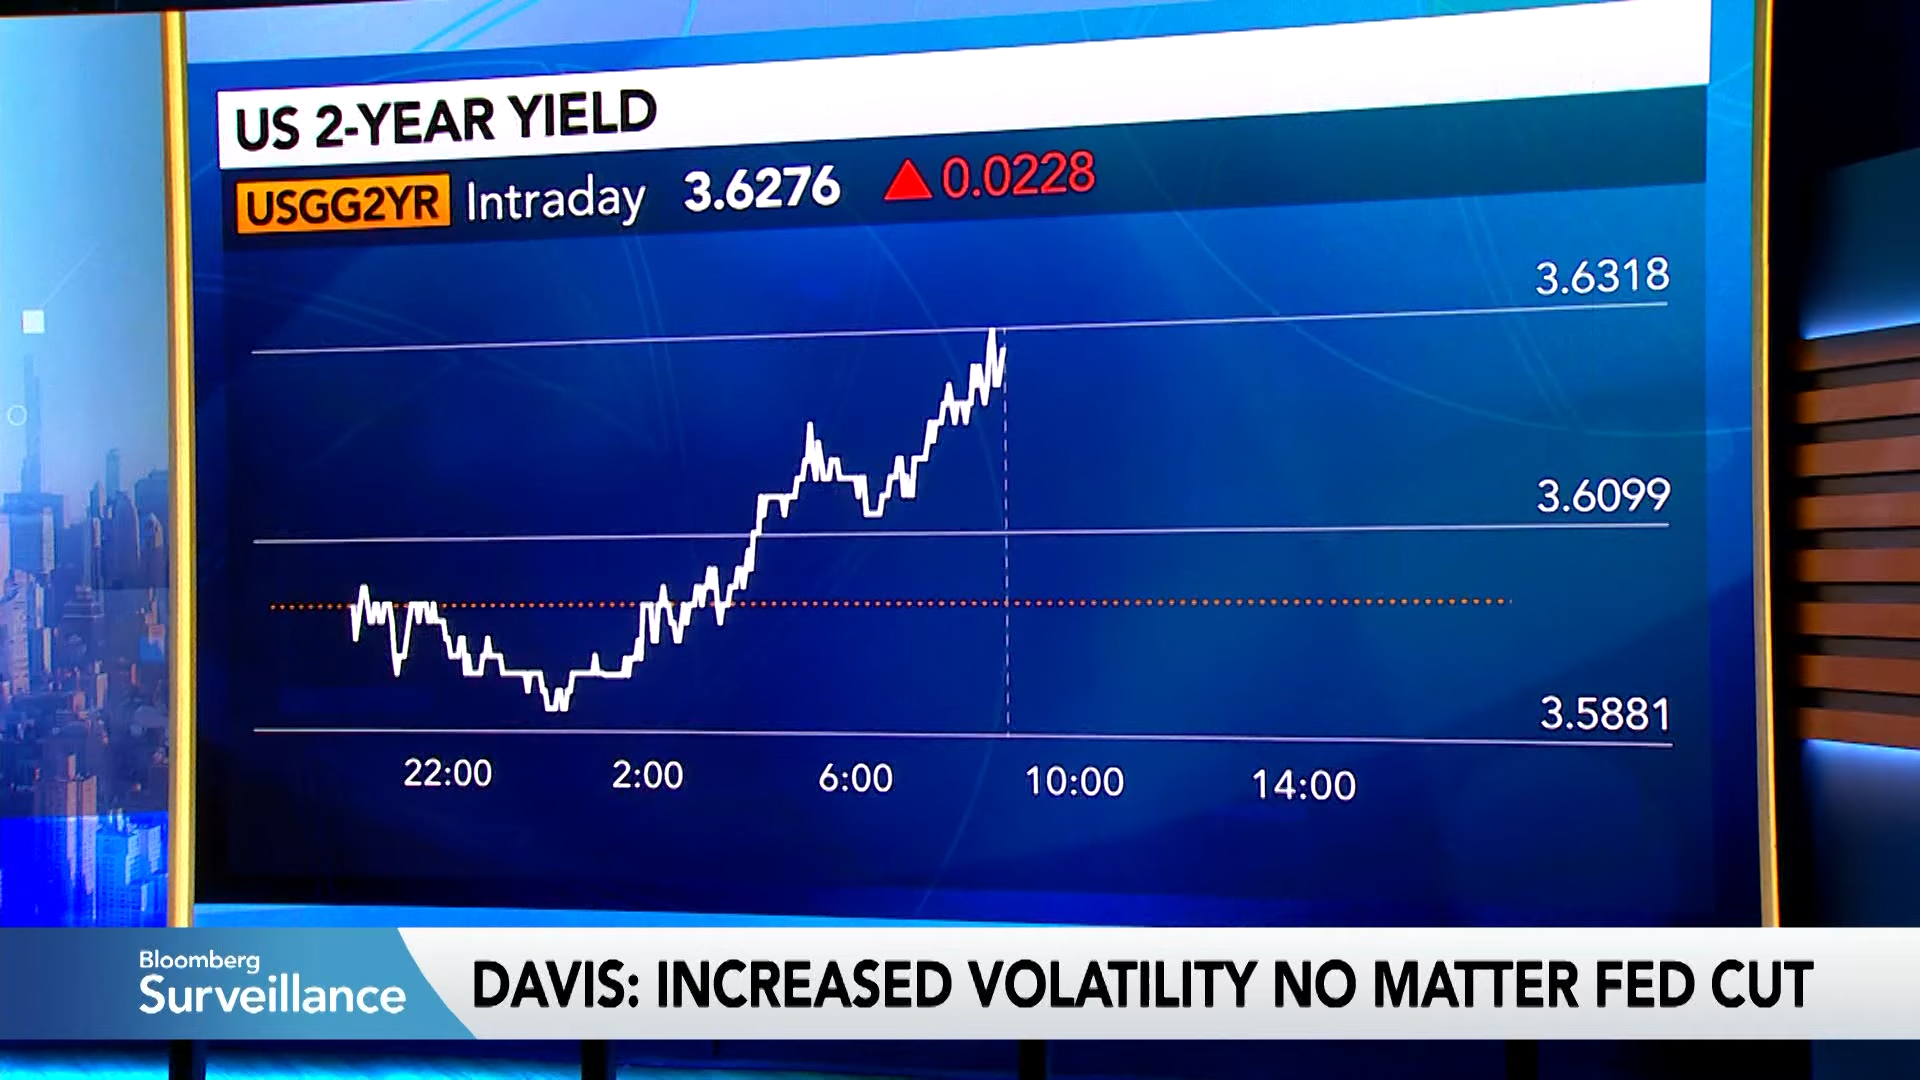 US 2-YEAR YIELD
USGG2YR Intraday 3.6276 ▲0.0228
3.6318
3.6099
3.5881
22:00 2:00 6:00 10:00 14:00
Bloomberg
Surveillance
DAVIS: INCREASED VOLATILITY NO MATTER FED CUT